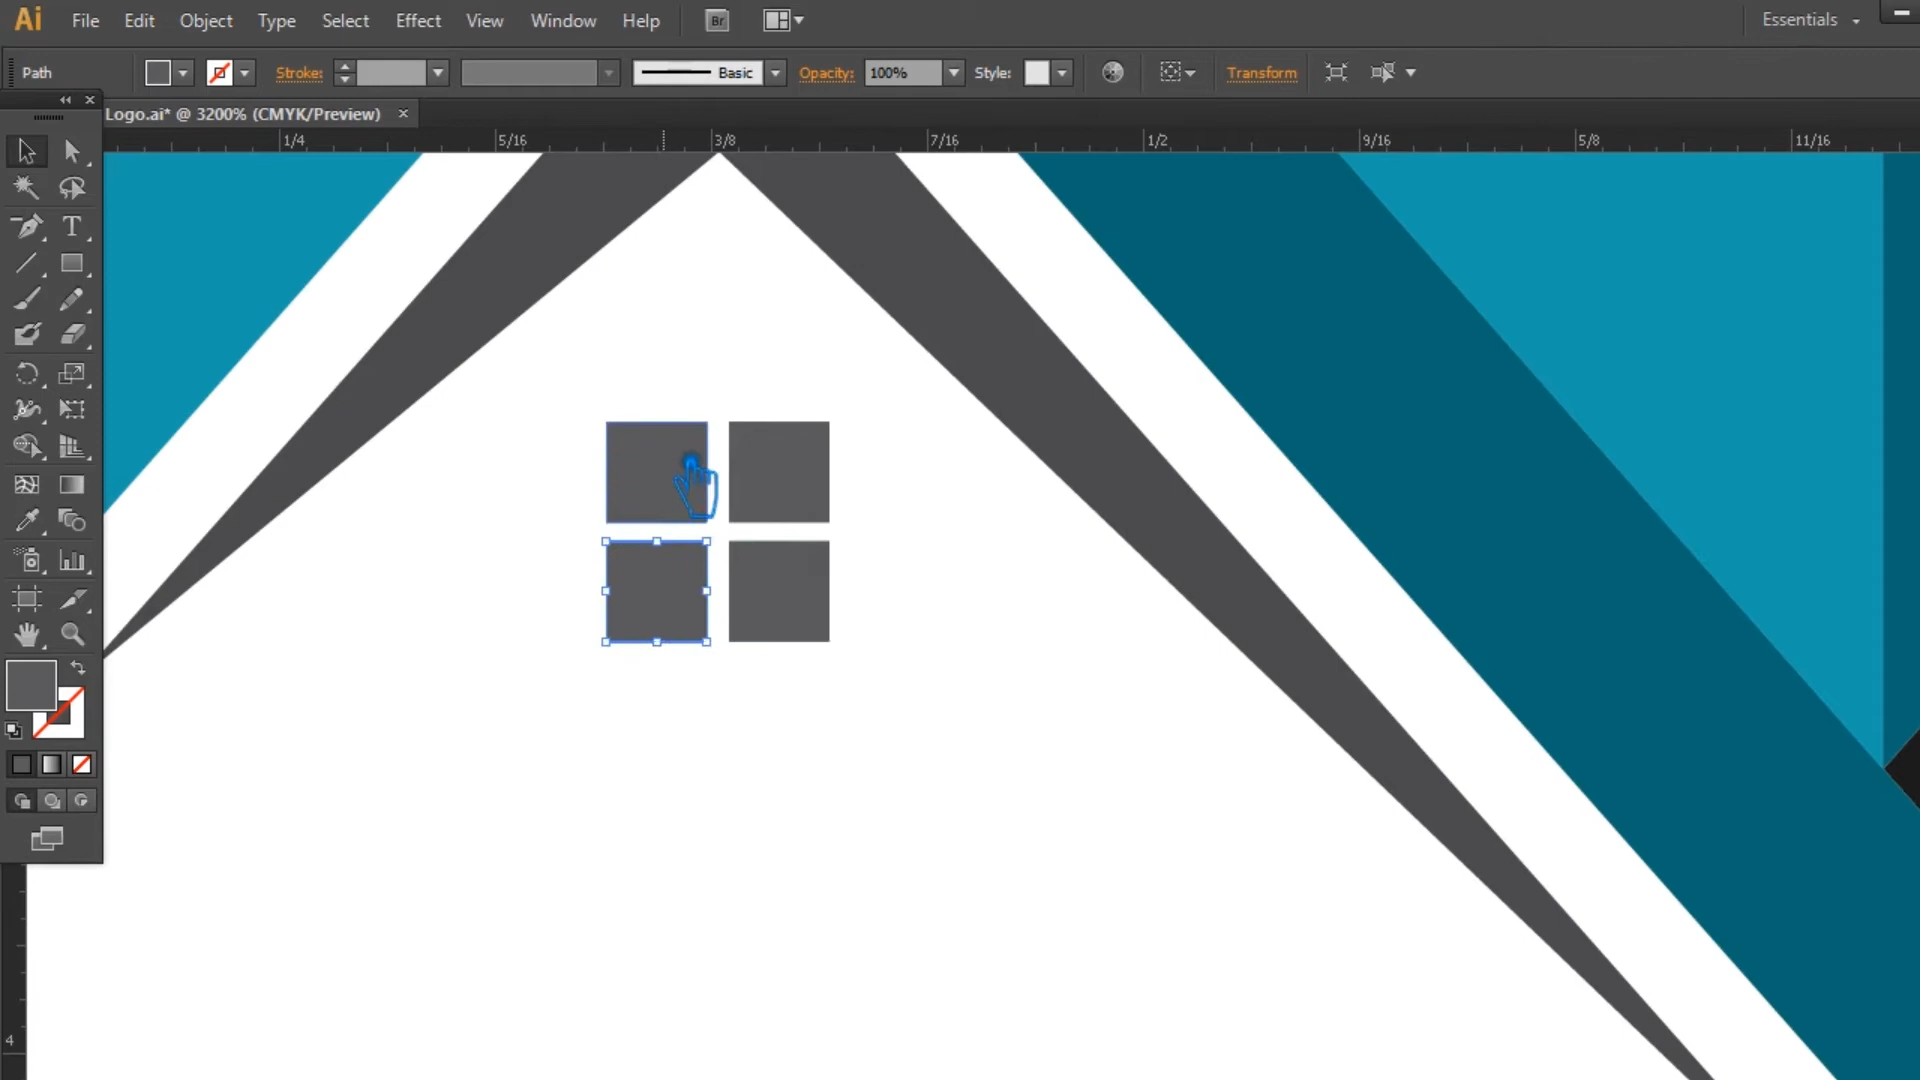 Ai File Edit Object Type Select Effect View Window Help Br Essentials
Path Stroke: Basic Opacity: 100% Style: Transform
Logo.ai* @ 3200% (CMYK/Preview)
1/4 5/16 3/8 7/16 1/2 9/16 5/8 11/16
T
4